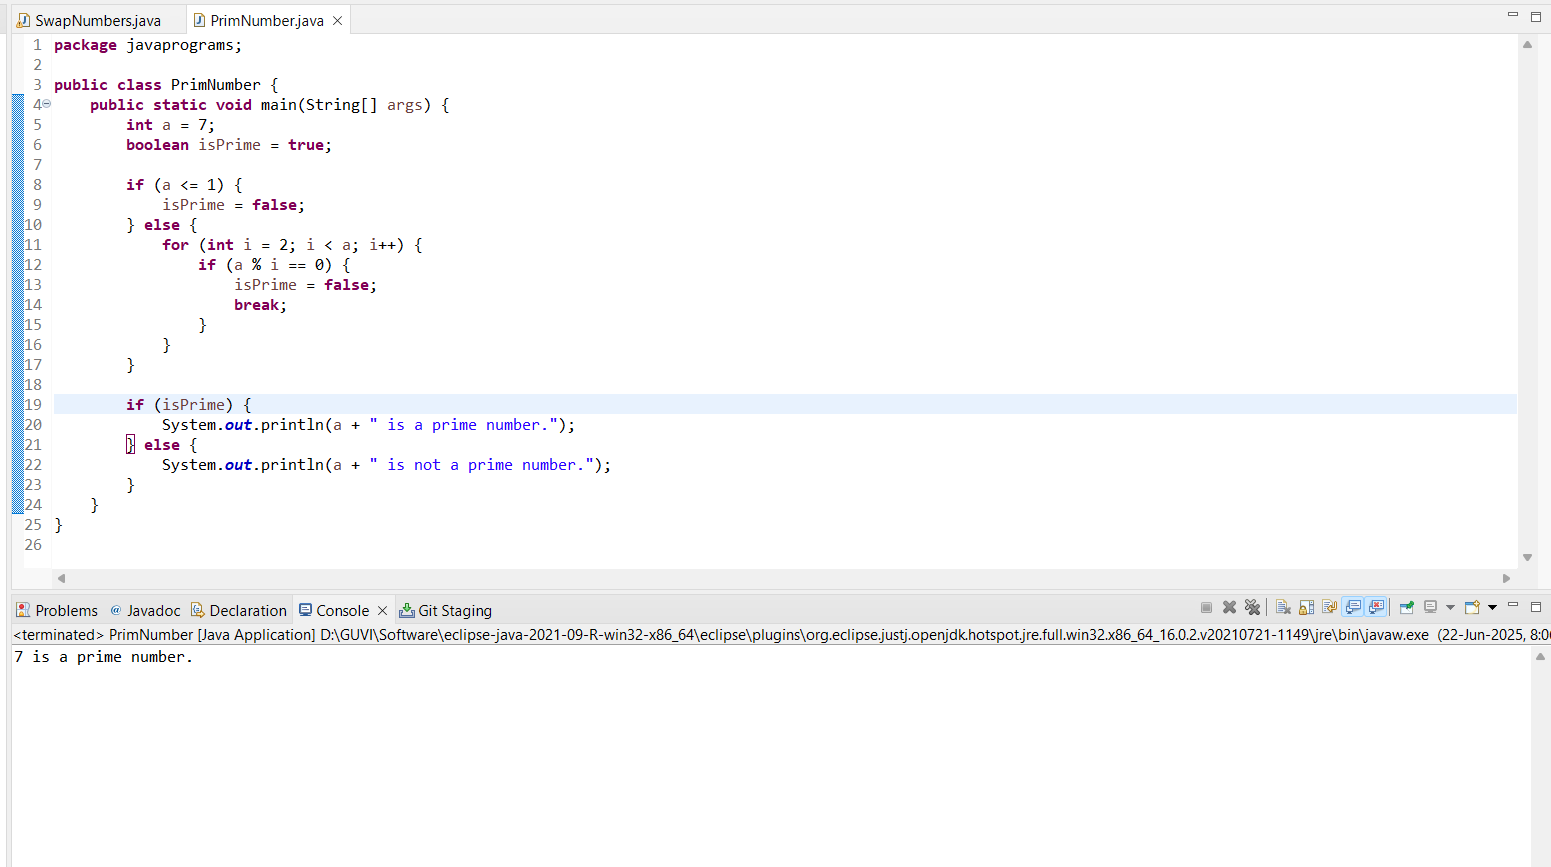 SwapNumbers.java PrimNumber.java
1 package javaprograms;
2
3 public class PrimNumber {
4 public static void main(String[] args) {
5 int a = 7;
6 boolean isPrime = true;
7
8 if (a <= 1) {
9 isPrime = false;
10 } else {
11 for (int i = 2; i < a; i++) {
12 if (a % i == 0) {
13 isPrime = false;
14 break;
15 }
16 }
17 }
18
19 if (isPrime) {
20 System.out.println(a + " is a prime number.");
21 } else {
22 System.out.println(a + " is not a prime number.");
23 }
24 }
25 }
26
Problems @ Javadoc Declaration Console Git Staging
<terminated> PrimNumber [Java Application] D:\GUVI\Software\eclipse-java-2021-09-R-win32-x86_64\eclipse\plugins\org.eclipse.justj.openjdk.hotspot.jre.full.win32.x86_64_16.0.2.v20210721-1149\jre\bin\javaw.exe (22-Jun-2025,
7 is a prime number.